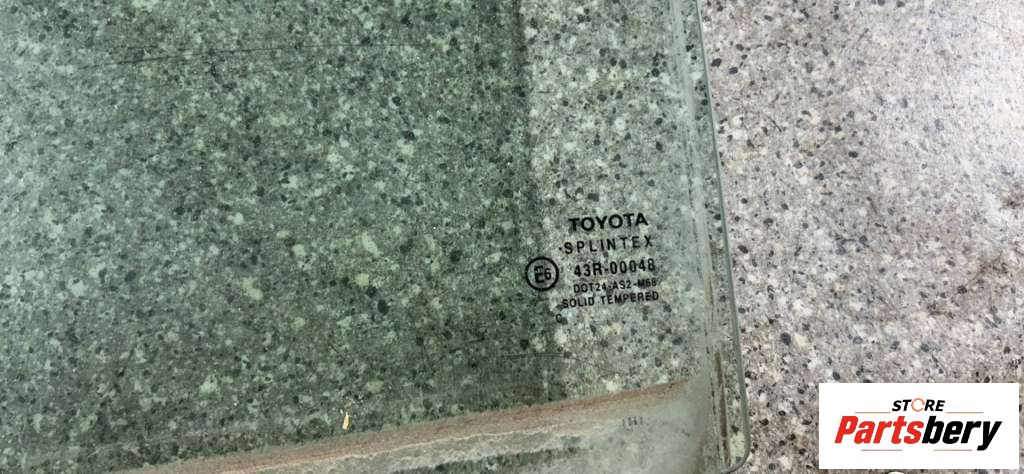 TOYOTA
SPLINTEX
E6
43R-00048
DOT24-AS2-M68
SOLID TEMPERED
STORE
Partsbery